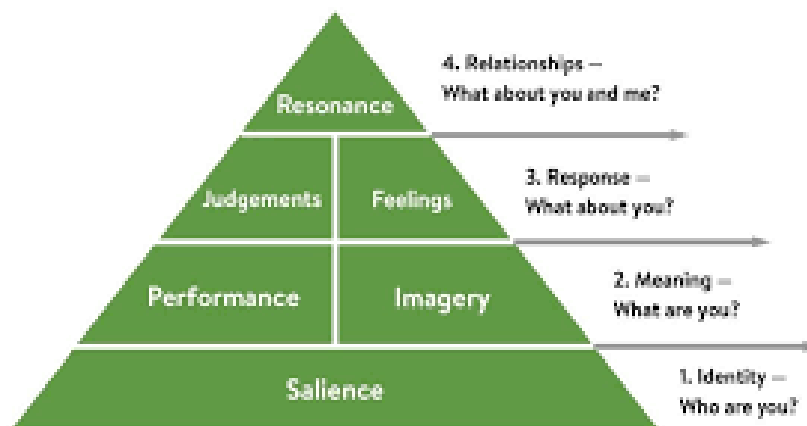 4. Relationships –
What about you and me?
Resonance
3. Response –
What about you?
Judgements
Feelings
2. Meaning –
What are you?
Performance
Imagery
1. Identity –
Who are you?
Salience